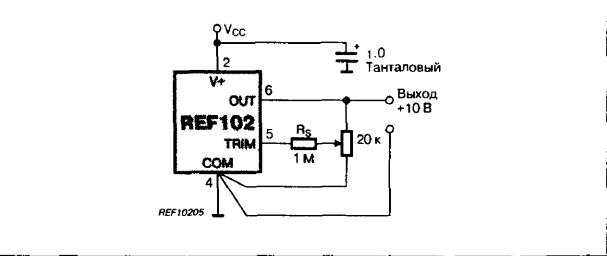 Vcc
2
+
1.0
Танталовый
V+
OUT
6
Выход
+10 В
REF102
TRIM
5
Rs
1 М
20 к
COM
4
REF10205